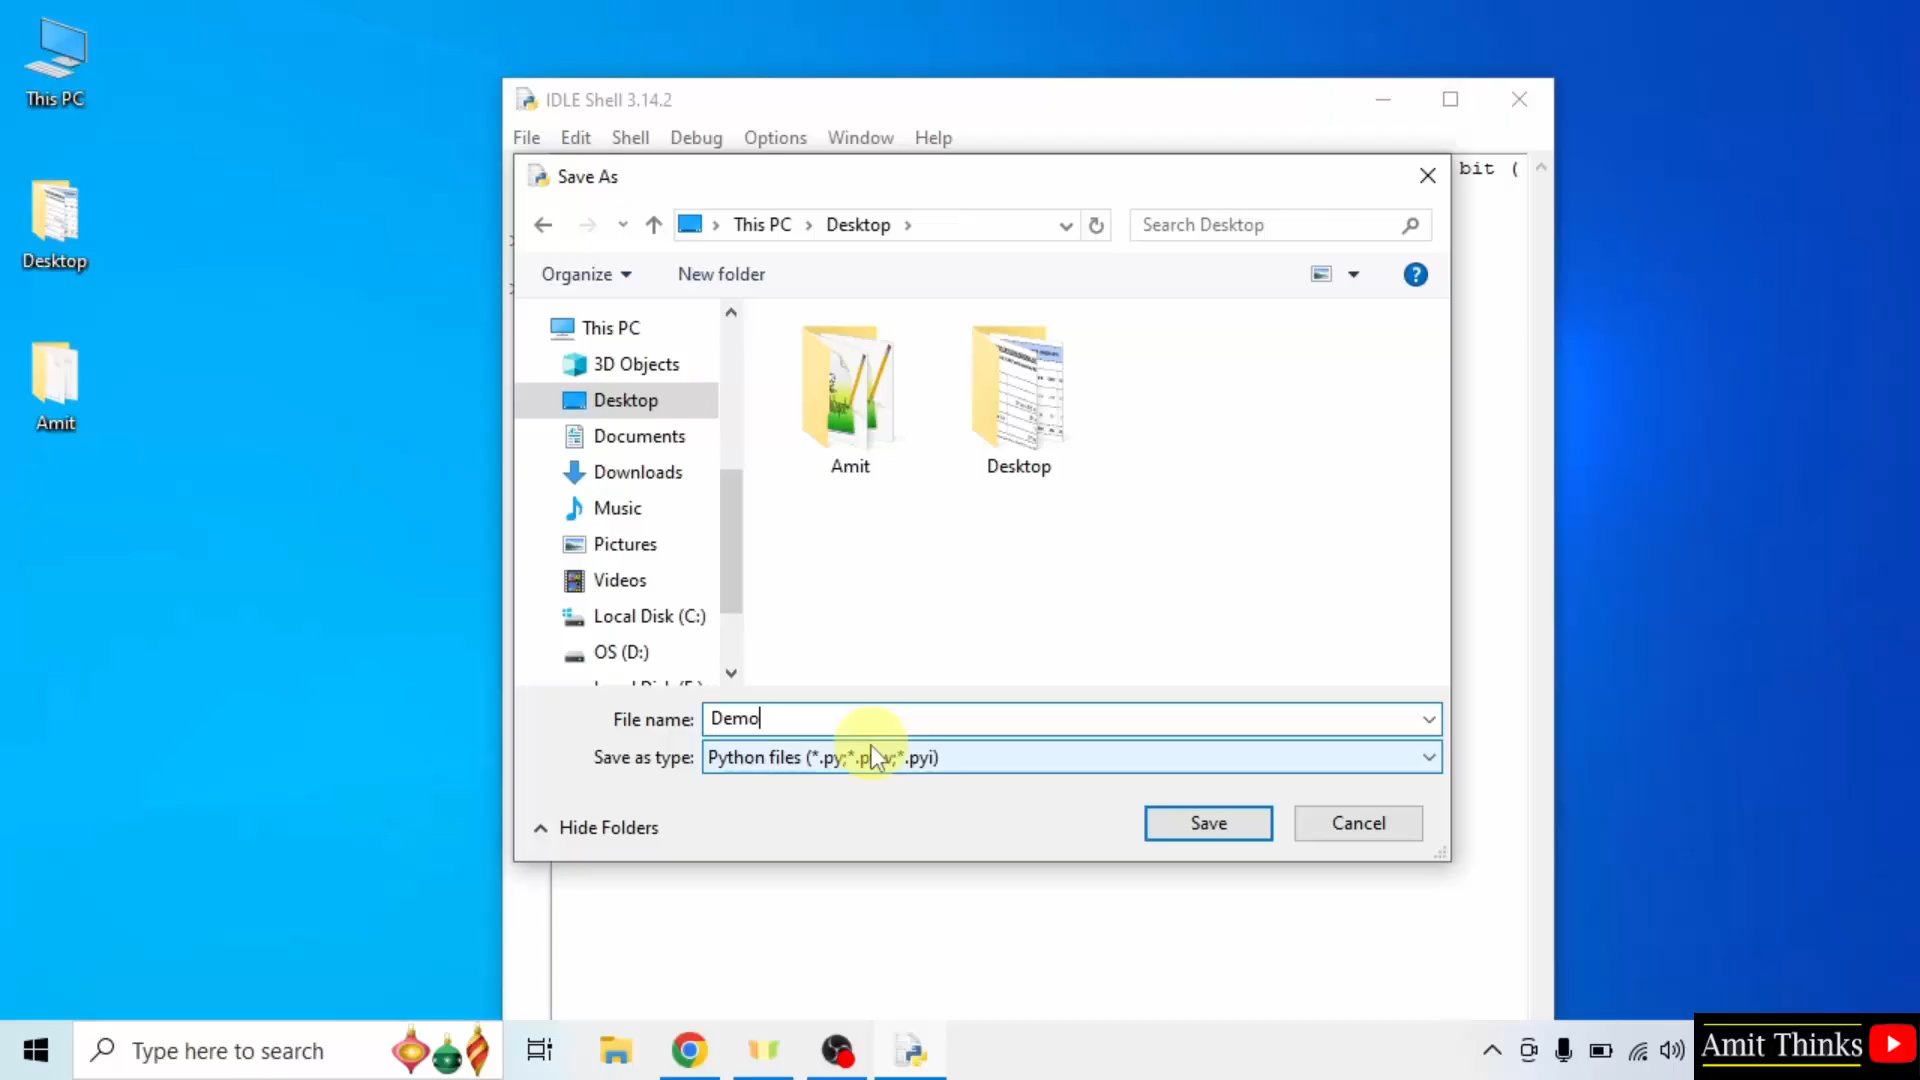 This PC
Desktop
Amit
IDLE Shell 3.14.2
File Edit Shell Debug Options Window Help
bit (
Save As
This PC > Desktop >
Search Desktop
Organize
New folder
This PC
3D Objects
Desktop
Documents
Downloads
Music
Pictures
Videos
Local Disk (C:)
OS (D:)
Amit
Desktop
File name: Demo
Save as type: Python files (*.py;*.pyw;*.pyi)
Hide Folders
Save
Cancel
Type here to search
Amit Thinks